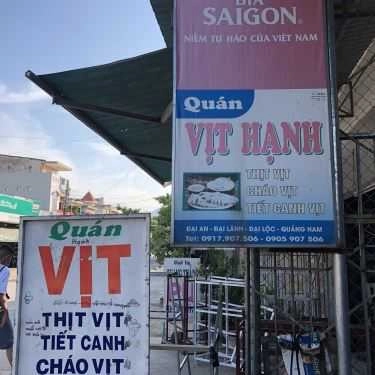 BIA
SAIGON
NIỀM TỰ HÀO CỦA VIỆT NAM
Quán
VỊT HẠNH
THỊT VỊT
CHÁO VỊT
TIẾT CANH VỊT
ĐẠI AN - ĐẠI LÃNH - ĐẠI LỘC - QUẢNG NAM
Tel: 0917.907.506 - 0905 907 506
Quán
Hạnh
VỊT
THỊT VỊT
TIẾT CANH
CHÁO VỊT